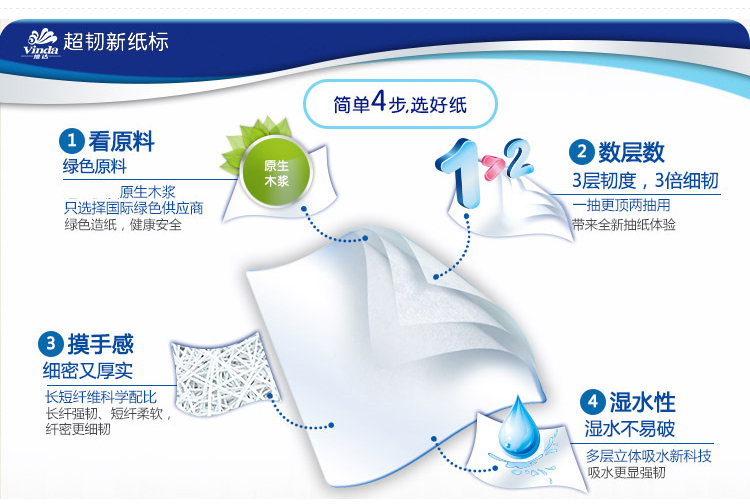 Vinda
维达
超韧新纸标
简单4步,选好纸
1 看原料
绿色原料
原生木浆
只选择国际绿色供应商
绿色造纸，健康安全
原生
木浆
1>2
2 数层数
3层韧度，3倍细韧
一抽更顶两抽用
带来全新抽纸体验
3 摸手感
细密又厚实
长短纤维科学配比
长纤强韧、短纤柔软，
纤密更细韧
4 湿水性
湿水不易破
多层立体吸水新科技
吸水更显强韧